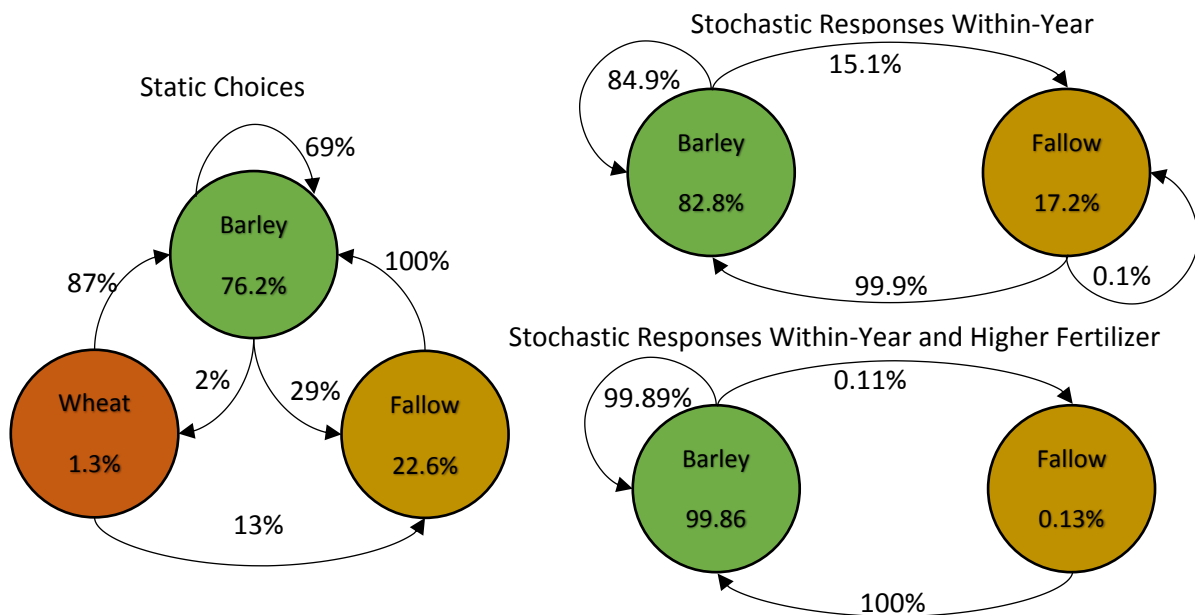 Static Choices
69%
Barley
76.2%
87%
100%
2%
29%
Wheat
1.3%
Fallow
22.6%
13%
Stochastic Responses Within-Year
84.9%
15.1%
Barley
82.8%
Fallow
17.2%
99.9%
0.1%
Stochastic Responses Within-Year and Higher Fertilizer
99.89%
0.11%
Barley
99.86
Fallow
0.13%
100%